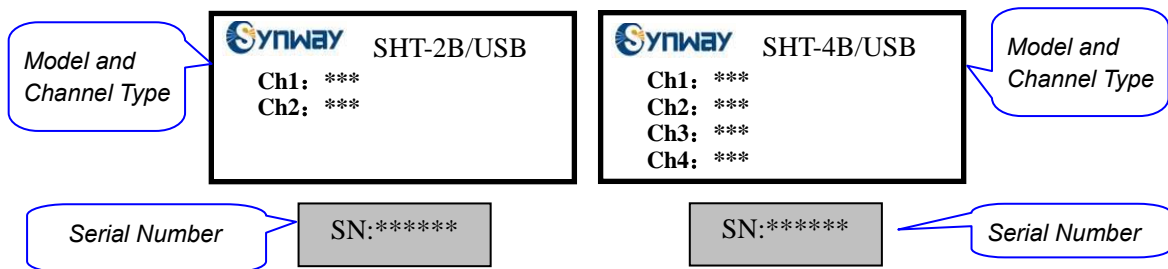 Model and
Channel Type
Synway SHT-2B/USB
Ch1：***
Ch2：***
Synway SHT-4B/USB
Ch1：***
Ch2：***
Ch3：***
Ch4：***
Model and
Channel Type
Serial Number
SN:******
SN:******
Serial Number